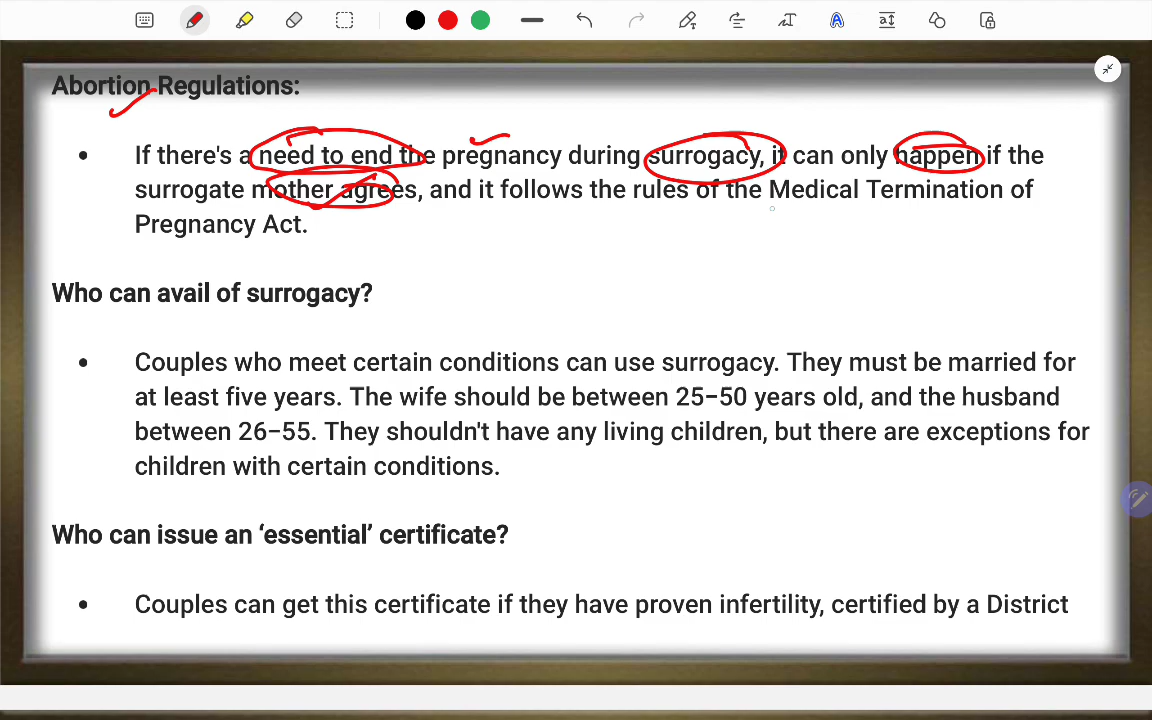 Abortion Regulations:
• If there's a need to end the pregnancy during surrogacy, it can only happen if the
surrogate mother agrees, and it follows the rules of the Medical Termination of
Pregnancy Act.
Who can avail of surrogacy?
• Couples who meet certain conditions can use surrogacy. They must be married for
at least five years. The wife should be between 25–50 years old, and the husband
between 26–55. They shouldn't have any living children, but there are exceptions for
children with certain conditions.
Who can issue an ‘essential’ certificate?
• Couples can get this certificate if they have proven infertility, certified by a District